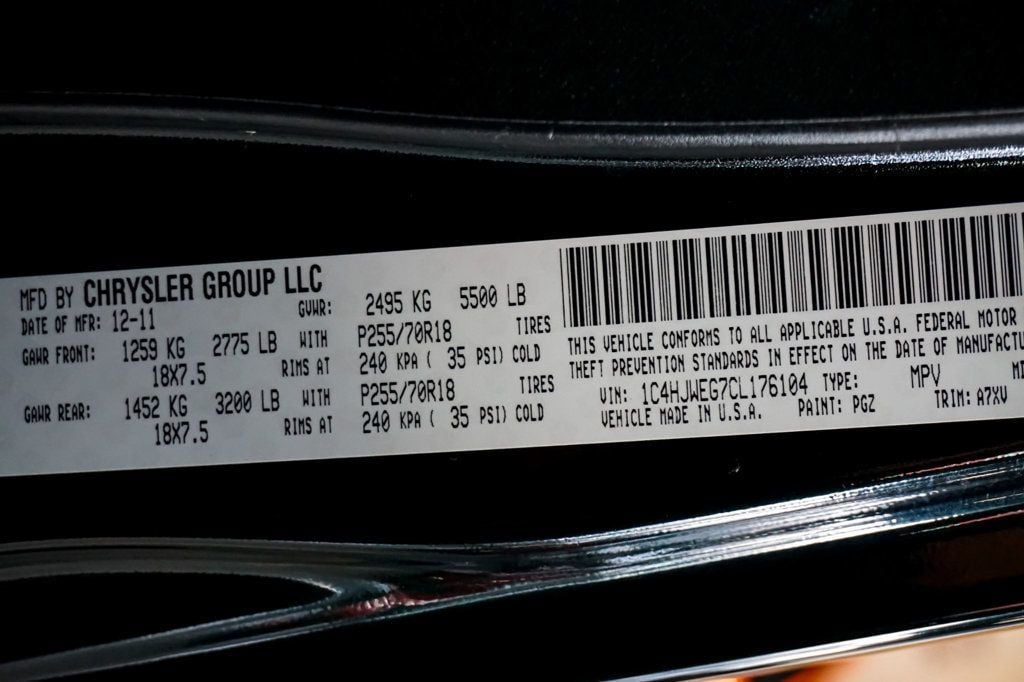 MFD BY CHRYSLER GROUP LLC
DATE OF MFR: 12-11 GVWR: 2495 KG 5500 LB
GAWR FRONT: 1259 KG 2775 LB WITH P255/70R18 TIRES
18X7.5 RIMS AT 240 KPA ( 35 PSI) COLD
GAWR REAR: 1452 KG 3200 LB WITH P255/70R18 TIRES
18X7.5 RIMS AT 240 KPA ( 35 PSI) COLD
THIS VEHICLE CONFORMS TO ALL APPLICABLE U.S.A. FEDERAL MOTOR
THEFT PREVENTION STANDARDS IN EFFECT ON THE DATE OF MANUFACTU
VIN: 1C4HJWEG7CL176104 TYPE: MPV
VEHICLE MADE IN U.S.A. PAINT: PGZ TRIM: A7XV